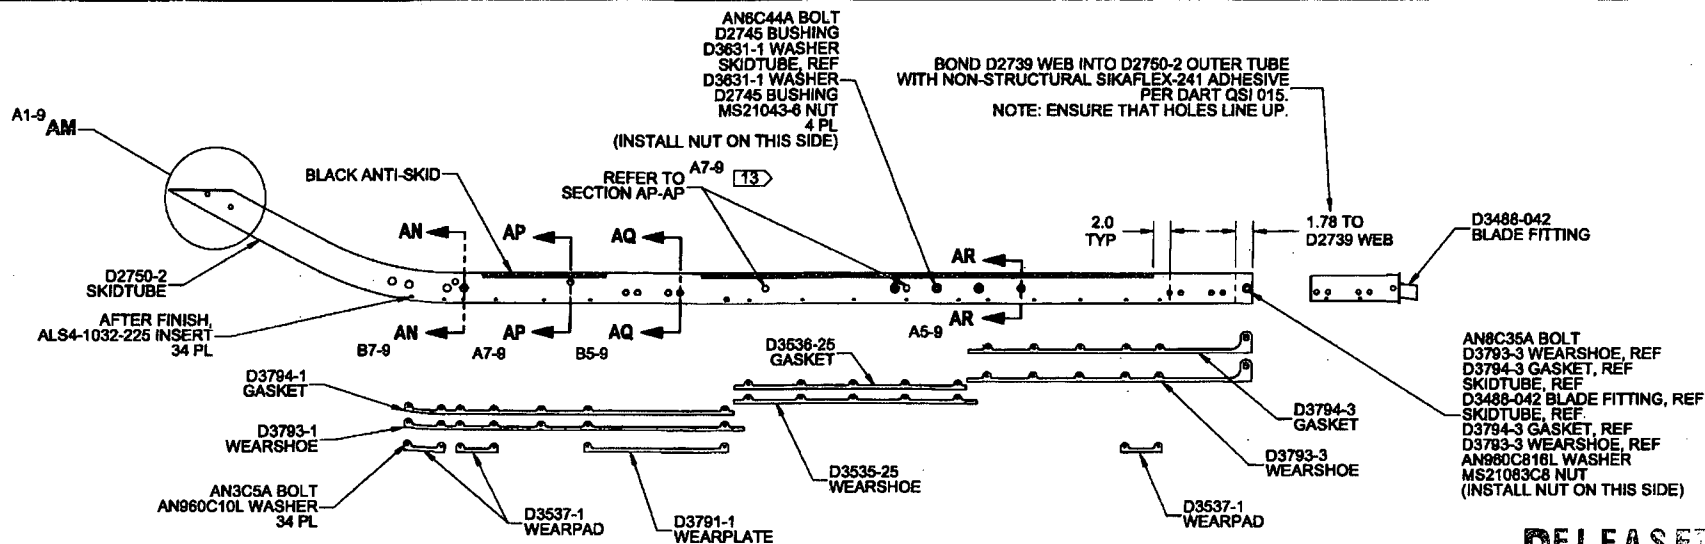 AN6C44A BOLT
D2745 BUSHING
D3631-1 WASHER
SKIDTUBE, REF
D3631-1 WASHER
D2745 BUSHING
MS21043-6 NUT
4 PL
(INSTALL NUT ON THIS SIDE)
BOND D2739 WEB INTO D2750-2 OUTER TUBE
WITH NON-STRUCTURAL SIKAFLEX-241 ADHESIVE
PER DART QSI 015.
NOTE: ENSURE THAT HOLES LINE UP.
A1-9
AM
BLACK ANTI-SKID
REFER TO
SECTION AP-AP
A7-9
13
AN
AP
AQ
AR
2.0
TYP
1.78 TO
D2739 WEB
D3488-042
BLADE FITTING
D2750-2
SKIDTUBE
AFTER FINISH,
ALS4-1032-225 INSERT
34 PL
AN
AP
AQ
AR
B7-9
A7-9
B5-9
A5-9
D3794-1
GASKET
D3793-1
WEARSHOE
AN3C5A BOLT
AN960C10L WASHER
34 PL
D3537-1
WEARPAD
D3791-1
WEARPLATE
D3536-25
GASKET
D3535-25
WEARSHOE
D3794-3
GASKET
D3793-3
WEARSHOE
D3537-1
WEARPAD
AN8C35A BOLT
D3793-3 WEARSHOE, REF
D3794-3 GASKET, REF
SKIDTUBE, REF
D3488-042 BLADE FITTING, REF
SKIDTUBE, REF
D3794-3 GASKET, REF
D3793-3 WEARSHOE, REF
AN960C816L WASHER
MS21083C8 NUT
(INSTALL NUT ON THIS SIDE)